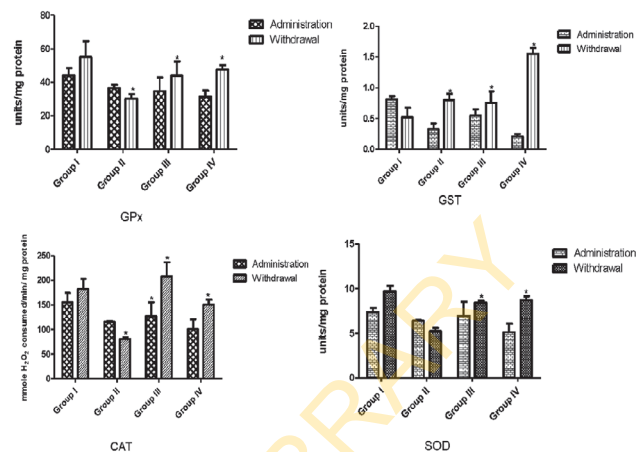 80
60
40
20
0
units/mg protein
Administration
Withdrawal
*
*
*
Group I
Group II
Group III
Group IV
GPx
2.0
1.5
1.0
0.5
0.0
units/mg protein
Administration
Withdrawal
*
*
*
Group I
Group II
Group III
Group IV
GST
250
200
150
100
50
0
mmole H₂O₂ consumed/min/ mg protein
Administration
Withdrawal
*
*
*
*
Group I
Group II
Group III
Group IV
CAT
15
10
5
0
units/mg protein
Administration
Withdrawal
*
*
Group I
Group II
Group III
Group IV
SOD
RARY